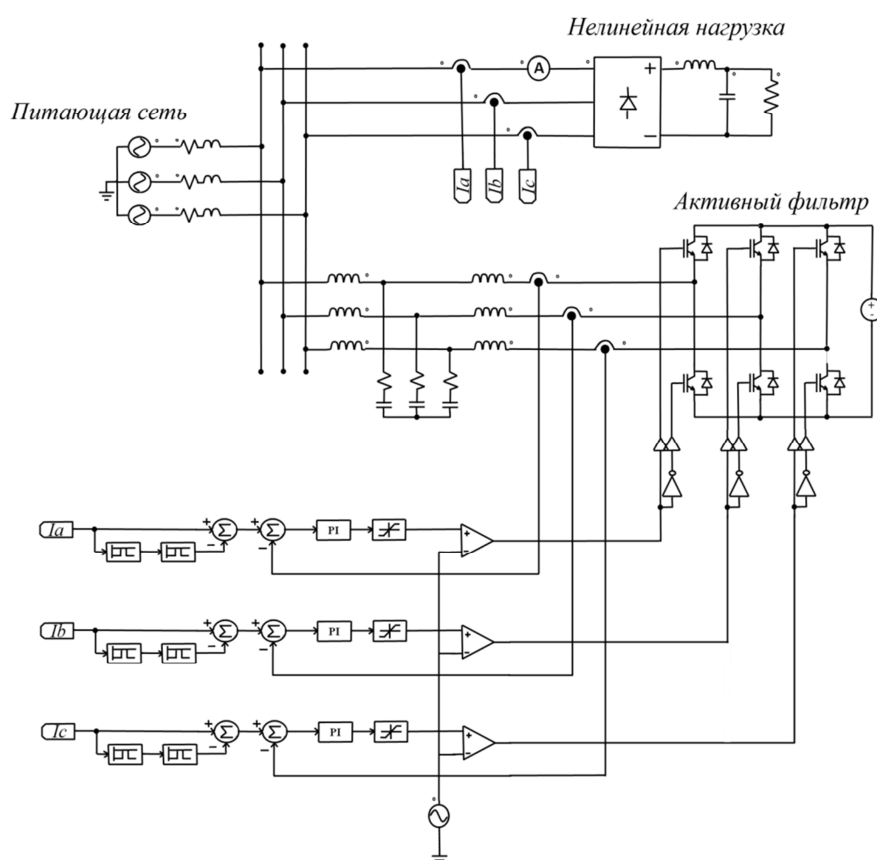 Нелинейная нагрузка
A
Питающая сеть
Ia
Ib
Ic
Активный фильтр
Ia
Σ
Σ
PI
Ib
Σ
Σ
PI
Ic
Σ
Σ
PI